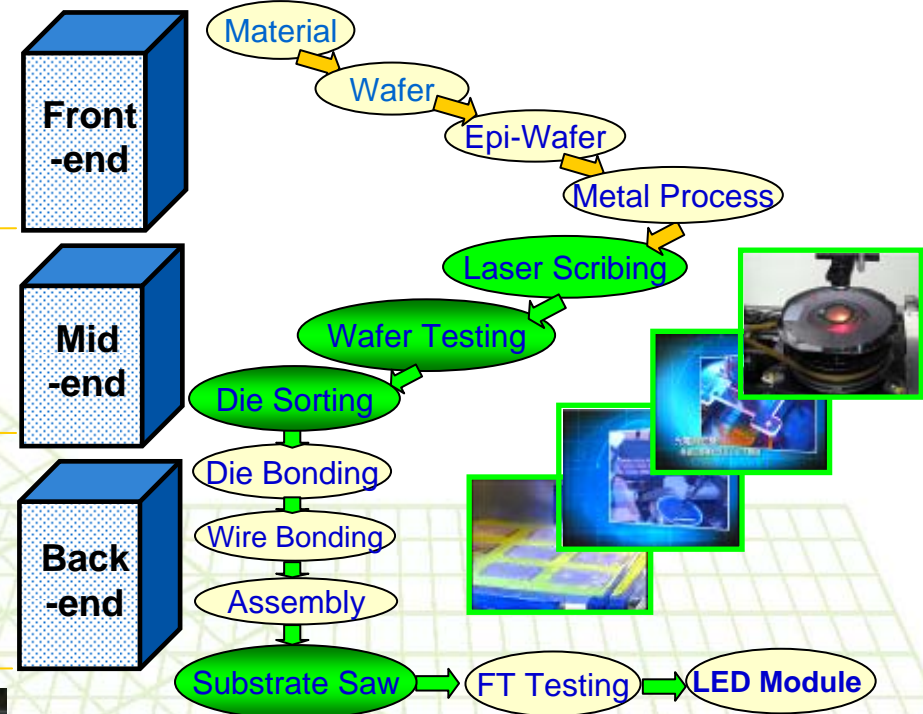 Material
Wafer
Epi-Wafer
Metal Process
Laser Scribing
Wafer Testing
Die Sorting
Die Bonding
Wire Bonding
Assembly
Substrate Saw
FT Testing
LED Module
Front
-end
Mid
-end
Back
-end